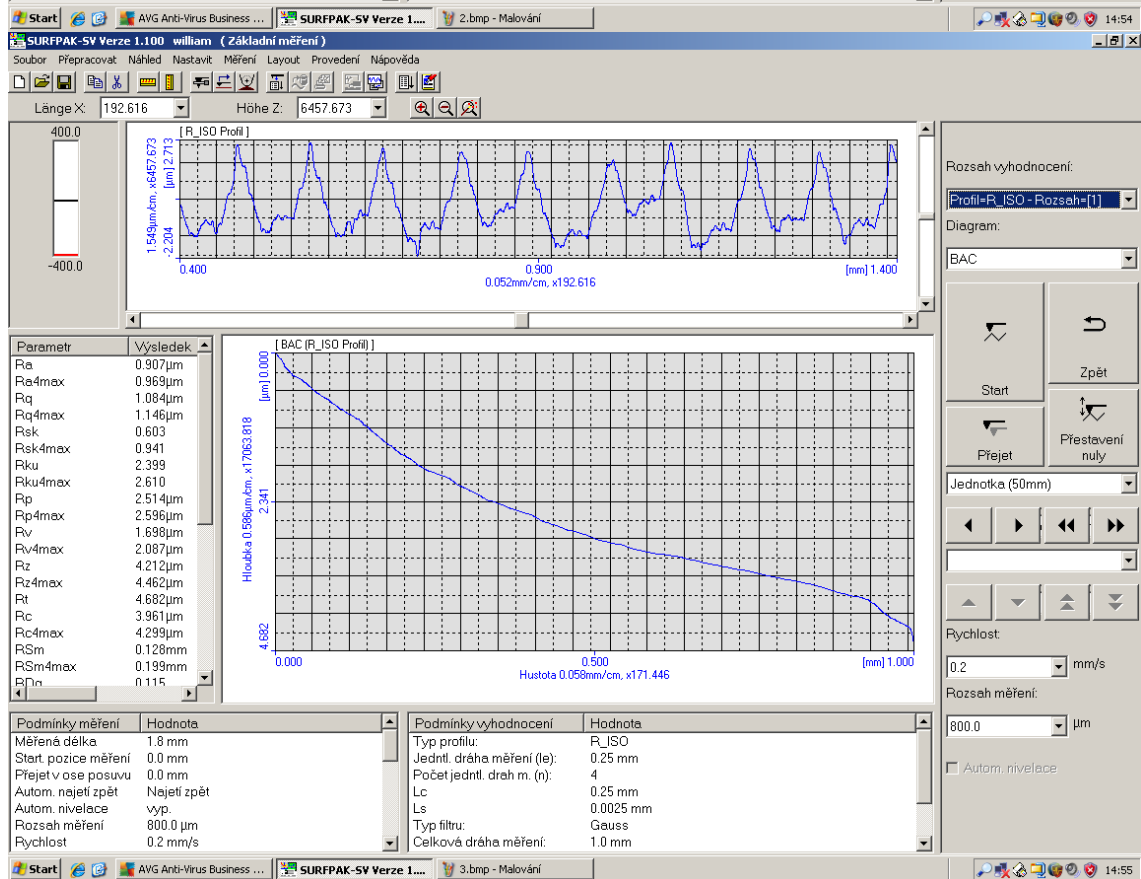 Start AVG Anti-Virus Business ... SURFPAK-SV Verze 1.... 2.bmp - Malování 14:54
SURFPAK-SV Verze 1.100 william ( Základní měření )
Soubor Přepracovat Náhled Nastavit Měření Layout Provedení Nápověda
Länge X: 192.616 Höhe Z: 6457.673
400.0
-400.0
[ R_ISO Profil ]
1.549µm/cm, x6457.673
-2.204 [µm] 2.713
0.400 0.900 [mm] 1.400
0.052mm/cm, x192.616
Parametr Výsledek
Ra 0.907µm
Ra4max 0.969µm
Rq 1.084µm
Rq4max 1.146µm
Rsk 0.603
Rsk4max 0.941
Rku 2.399
Rku4max 2.610
Rp 2.514µm
Rp4max 2.596µm
Rv 1.698µm
Rv4max 2.087µm
Rz 4.212µm
Rz4max 4.462µm
Rt 4.682µm
Rc 3.961µm
Rc4max 4.299µm
RSm 0.128mm
RSm4max 0.199mm
RDq 0.115
[ BAC (R_ISO Profil) ]
Hloubka 0.586µm/cm, x17063.818
4.682 2.341 [µm] 0.000
0.000 0.500 [mm] 1.000
Hustota 0.058mm/cm, x171.446
Rozsah vyhodnocení:
Profil=R_ISO - Rozsah=[1]
Diagram:
BAC
Start
Zpět
Přejet
Přestavení
nuly
Jednotka (50mm)
Rychlost:
0.2 mm/s
Rozsah měření:
800.0 µm
Autom. nivelace
Podmínky měření Hodnota
Měřená délka 1.8 mm
Start. pozice měření 0.0 mm
Přejet v ose posuvu 0.0 mm
Autom. najetí zpět Najetí zpět
Autom. nivelace vyp.
Rozsah měření 800.0 µm
Rychlost 0.2 mm/s
Podmínky vyhodnocení Hodnota
Typ profilu: R_ISO
Jedntl. dráha měření (le): 0.25 mm
Počet jedntl. drah m. (n): 4
Lc 0.25 mm
Ls 0.0025 mm
Typ filtru: Gauss
Celková dráha měření: 1.0 mm
Start AVG Anti-Virus Business ... SURFPAK-SV Verze 1.... 3.bmp - Malování 14:55